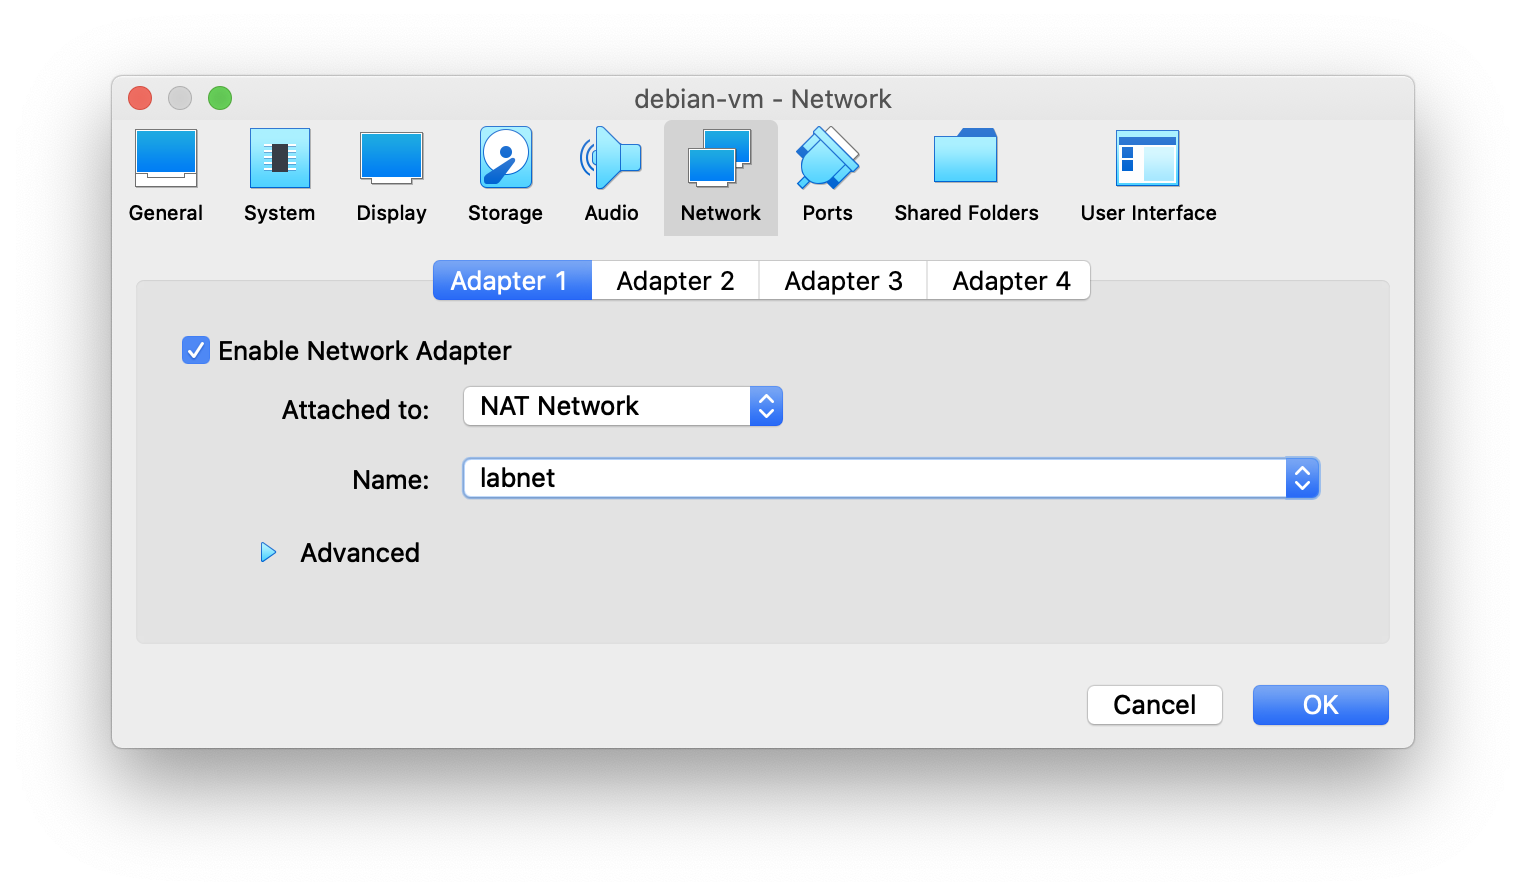 debian-vm - Network
General System Display Storage Audio Network Ports Shared Folders User Interface
Adapter 1 Adapter 2 Adapter 3 Adapter 4
Enable Network Adapter
Attached to: NAT Network
Name: labnet
Advanced
Cancel OK